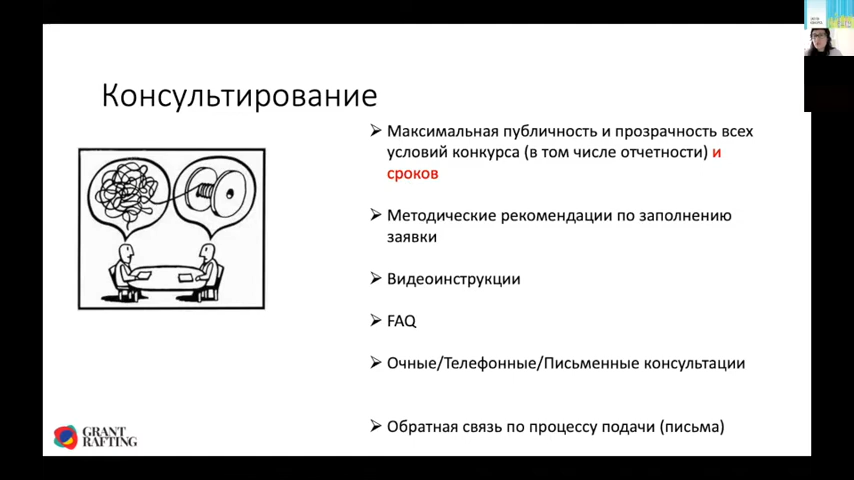 Консультирование
➢ Максимальная публичность и прозрачность всех
условий конкурса (в том числе отчетности) и
сроков
➢ Методические рекомендации по заполнению
заявки
➢ Видеоинструкции
➢ FAQ
➢ Очные/Телефонные/Письменные консультации
➢ Обратная связь по процессу подачи (письма)
GRANT
RAFTING